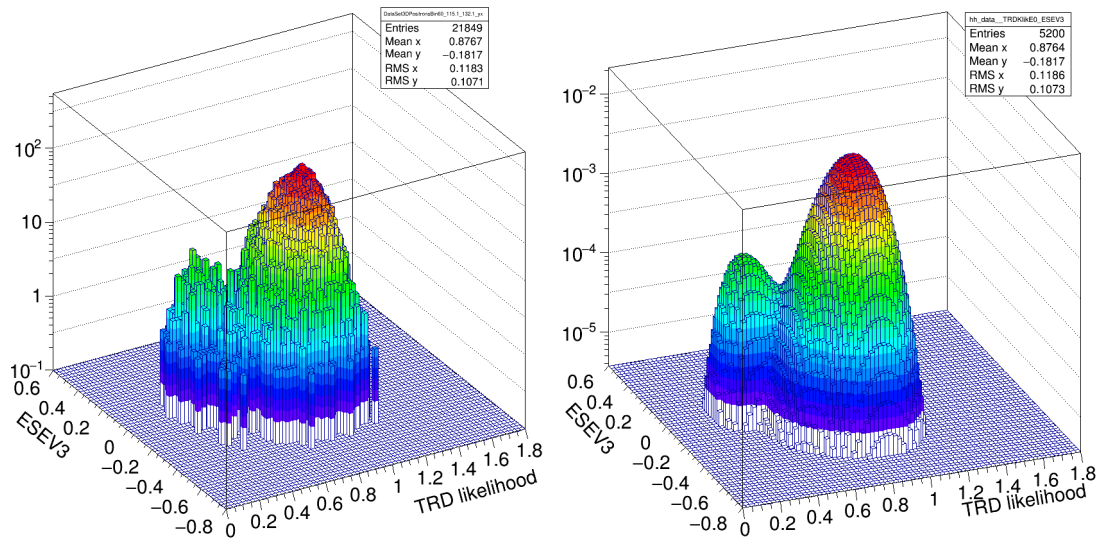 DataSet3DPositronsBin60_115.1_132.1_yx
Entries 21849
Mean x 0.8767
Mean y −0.1817
RMS x 0.1183
RMS y 0.1071
10²
10
1
10⁻¹
0.6
0.4
0.2
0
−0.2
−0.4
−0.6
−0.8
ESEV3
0 0.2 0.4 0.6 0.8 1 1.2 1.4 1.6 1.8
TRD likelihood
hh_data__TRDKlikE0_ESEV3
Entries 5200
Mean x 0.8764
Mean y −0.1817
RMS x 0.1186
RMS y 0.1073
10⁻²
10⁻³
10⁻⁴
10⁻⁵
0.6
0.4
0.2
0
−0.2
−0.4
−0.6
−0.8
ESEV3
0 0.2 0.4 0.6 0.8 1 1.2 1.4 1.6 1.8
TRD likelihood